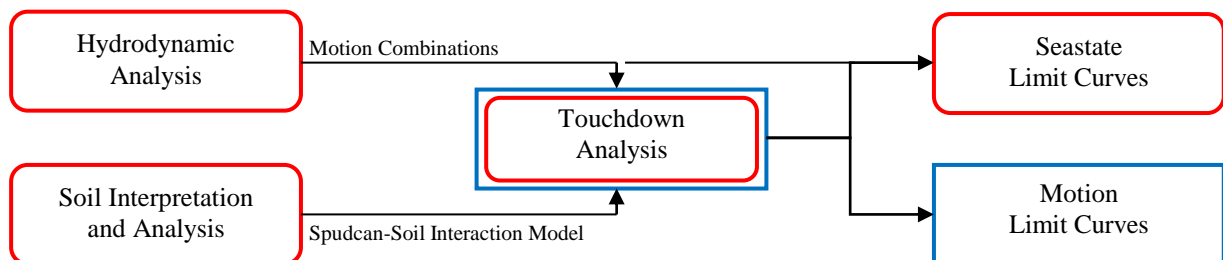 Hydrodynamic
Analysis
Motion Combinations
Seastate
Limit Curves
Touchdown
Analysis
Soil Interpretation
and Analysis
Spudcan-Soil Interaction Model
Motion
Limit Curves